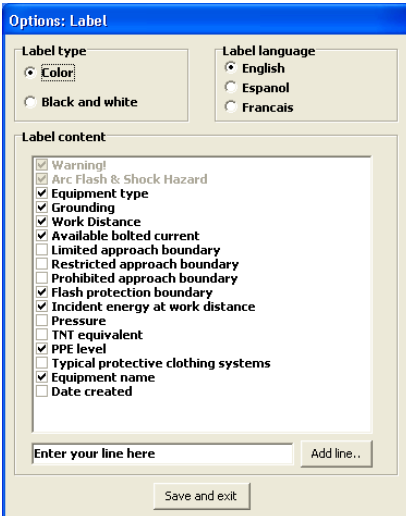 Options: Label
Label type
Color
Black and white
Label language
English
Espanol
Francais
Label content
Warning!
Arc Flash & Shock Hazard
Equipment type
Grounding
Work Distance
Available bolted current
Limited approach boundary
Restricted approach boundary
Prohibited approach boundary
Flash protection boundary
Incident energy at work distance
Pressure
TNT equivalent
PPE level
Typical protective clothing systems
Equipment name
Date created
Enter your line here
Add line..
Save and exit